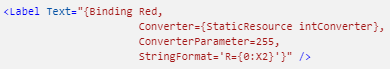 <Label Text="{Binding Red,
Converter={StaticResource intConverter},
ConverterParameter=255,
StringFormat='R={0:X2}'}" />